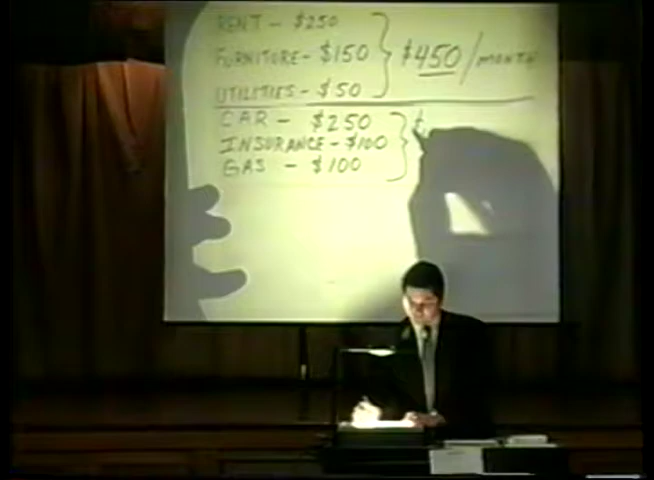 RENT - $250
FURNITURE - $150 } $450 / MONTH
UTILITIES - $50
CAR - $250 } $
INSURANCE - $100
GAS - $100